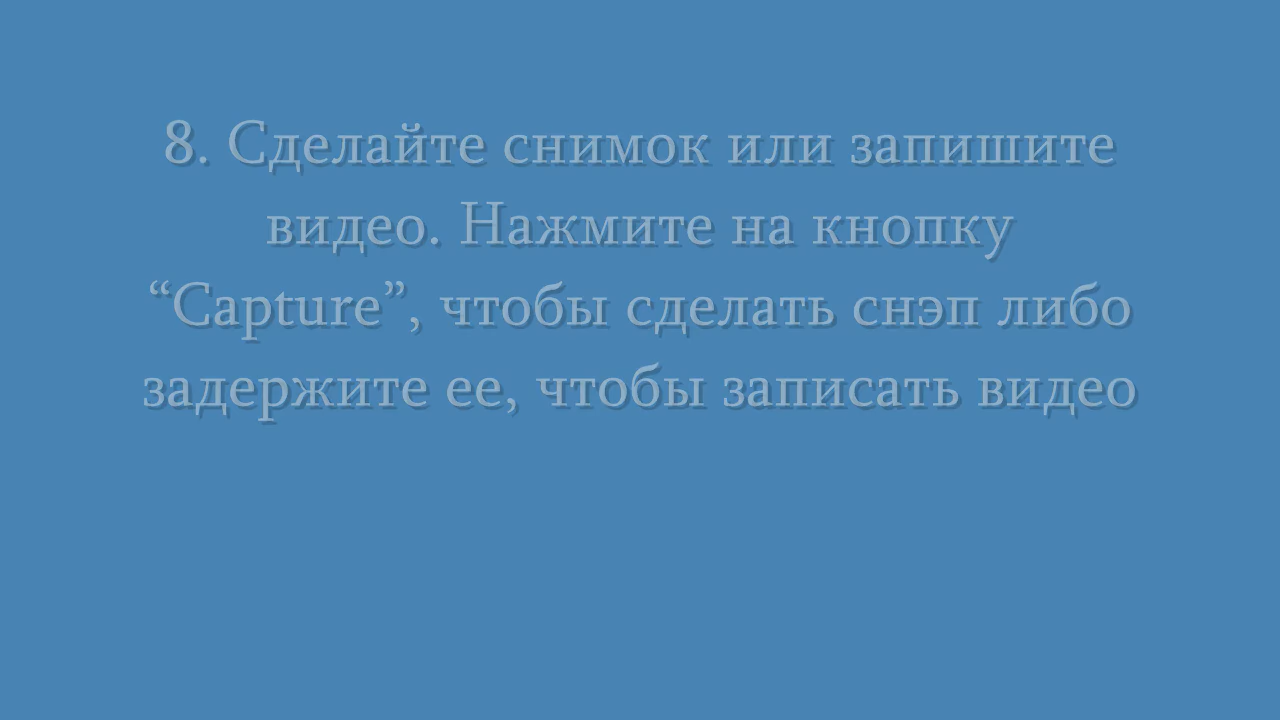 8. Сделайте снимок или запишите
видео. Нажмите на кнопку
“Capture”, чтобы сделать снэп либо
задержите ее, чтобы записать видео